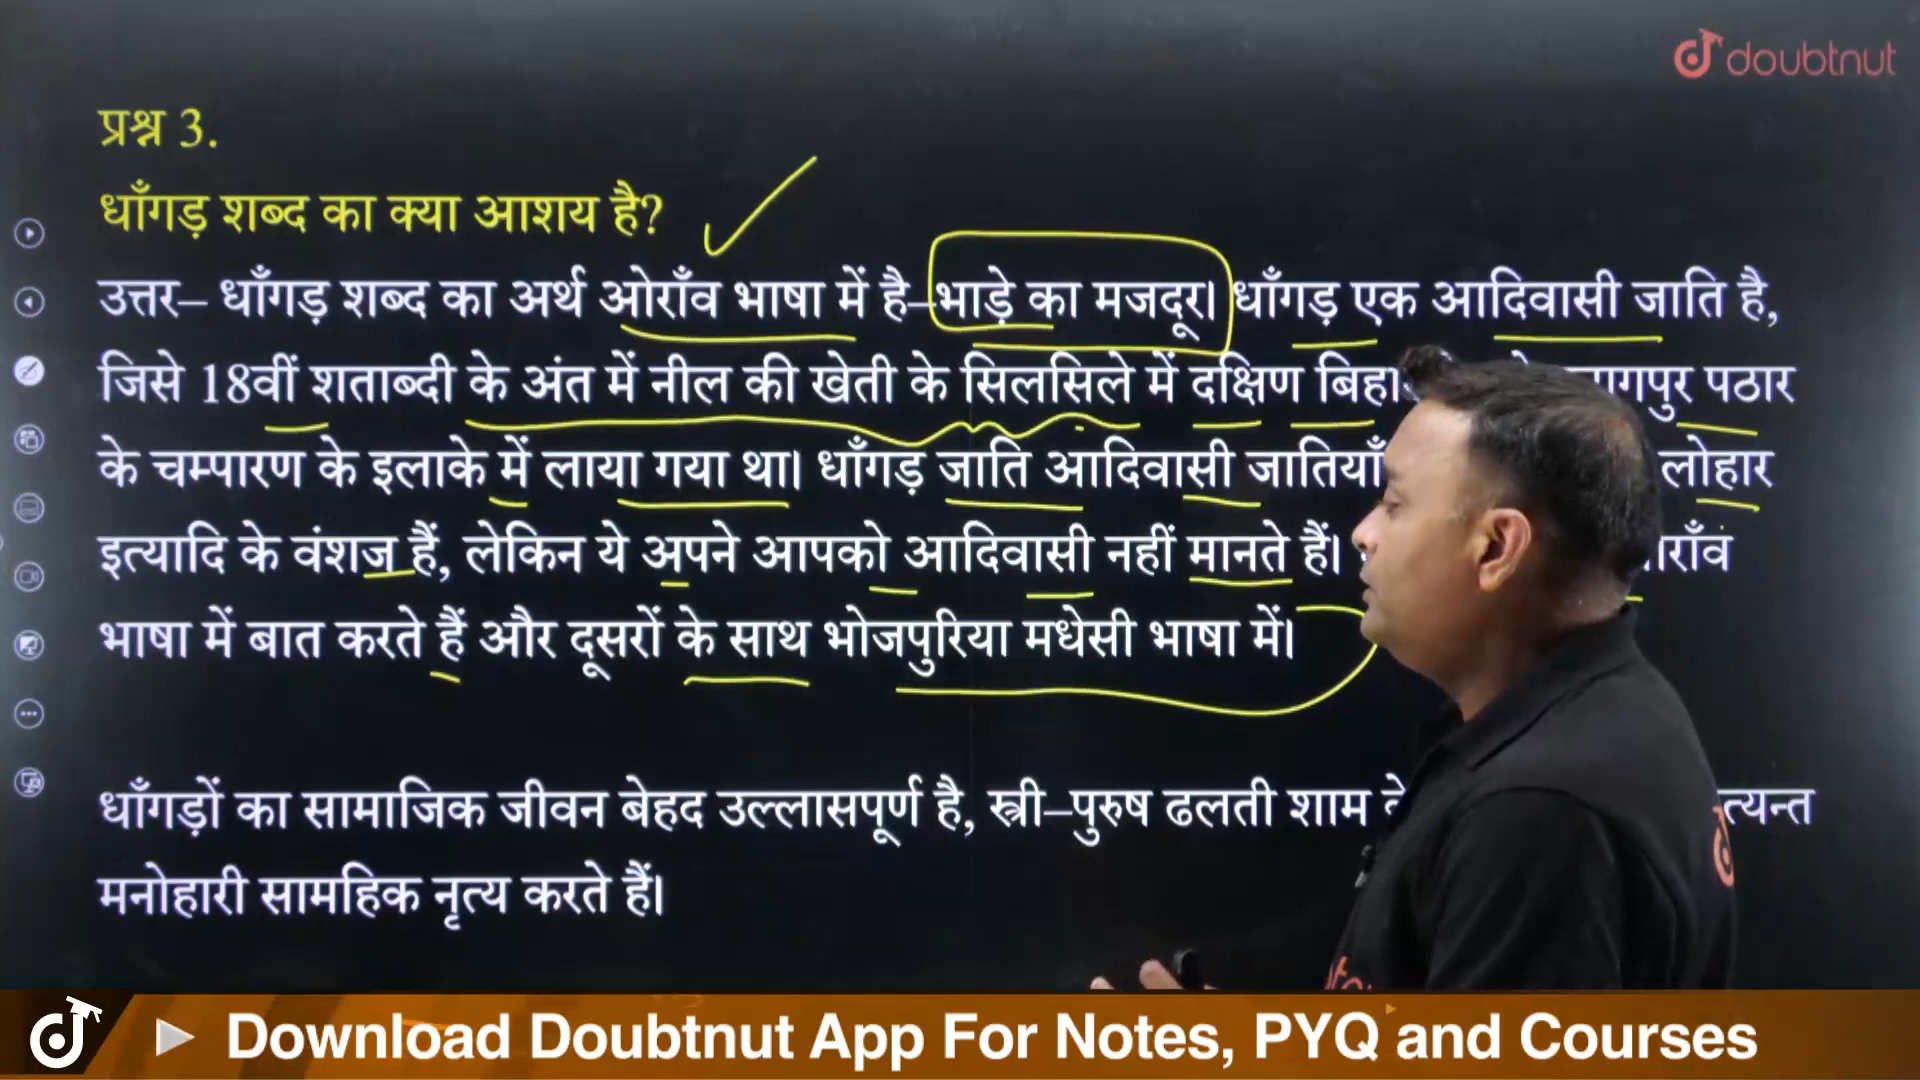 doubtnut
प्रश्न 3.
धाँगड़ शब्द का क्या आशय है?
उत्तर– धाँगड़ शब्द का अर्थ ओराँव भाषा में है–भाड़े का मजदूर। धाँगड़ एक आदिवासी जाति है,
जिसे 18वीं शताब्दी के अंत में नील की खेती के सिलसिले में दक्षिण पठार
के चम्पारण के इलाके में लाया गया था। धाँगड़ जाति आदिवासी जातियाँ लोहार
इत्यादि के वंशज हैं, लेकिन ये अपने आपको आदिवासी नहीं मानते हैं।
भाषा में बात करते हैं और दूसरों के साथ भोजपुरिया मधेसी भाषा में।
धाँगड़ों का सामाजिक जीवन बेहद उल्लासपूर्ण है, स्त्री–पुरुष ढलती शाम
मनोहारी सामहिक नृत्य करते हैं।
Download Doubtnut App For Notes, PYQ and Courses